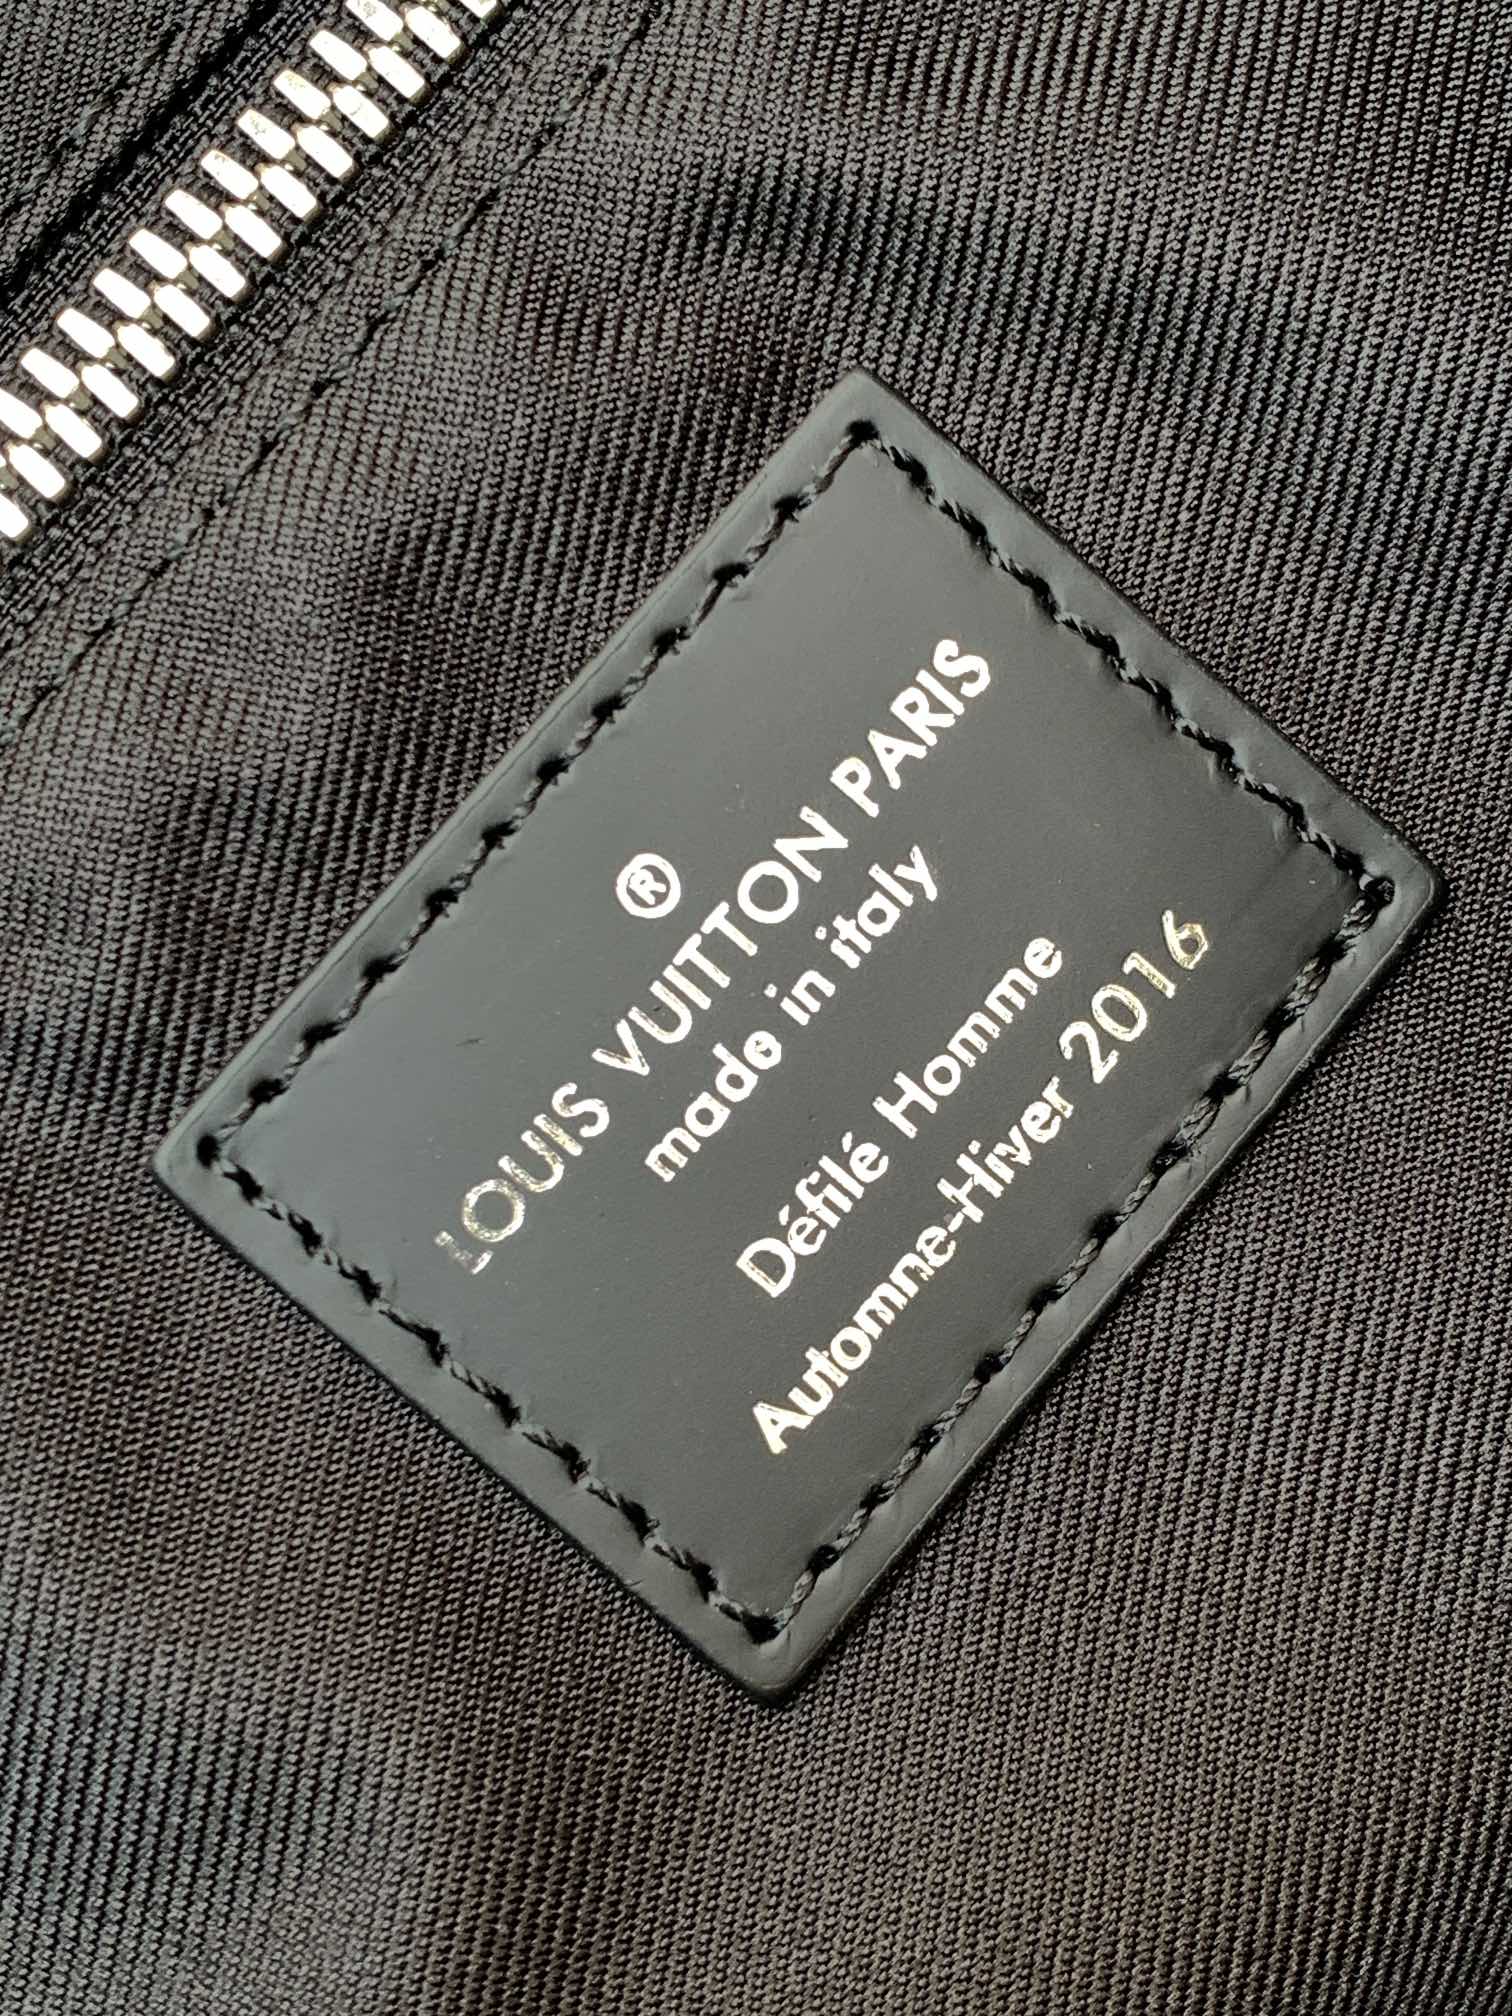 ®
LOUIS VUITTON PARIS
made in italy
Défilé Homme
Automne-Hiver 2016